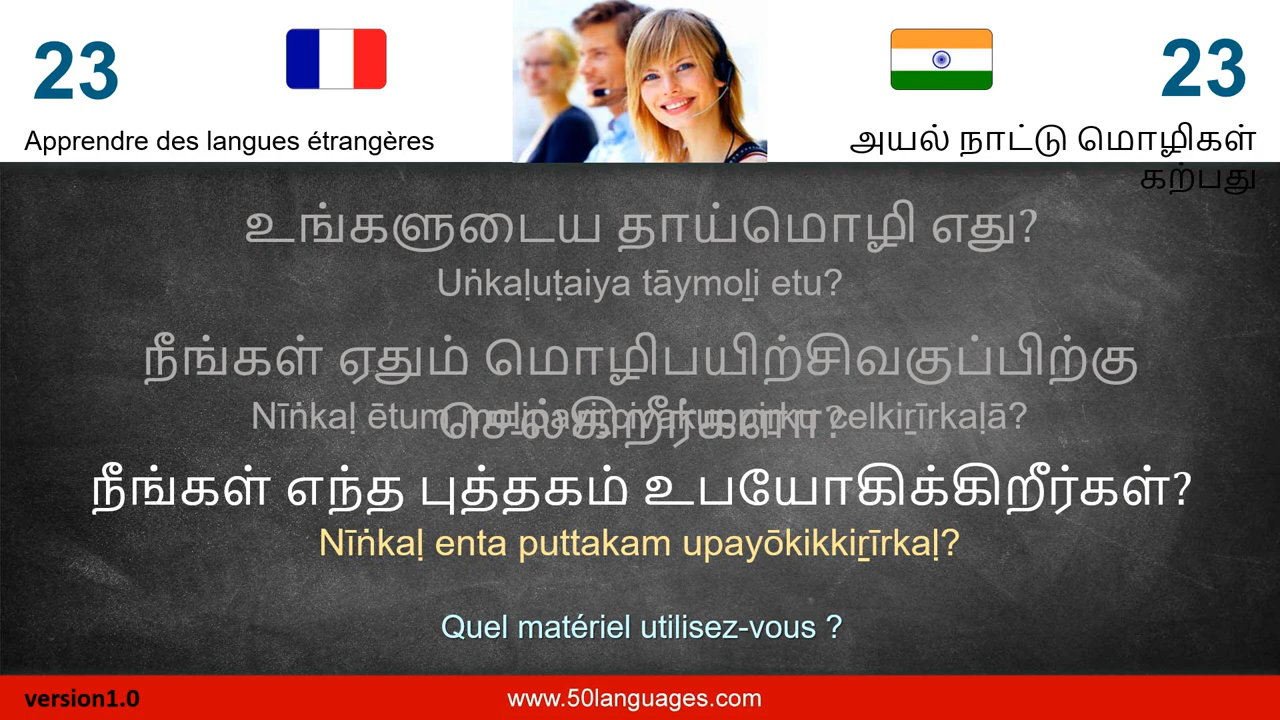 23
23
Apprendre des langues étrangères
அயல் நாட்டு மொழிகள்
கற்பது
உங்களுடைய தாய்மொழி எது?
Uṅkaḷuṭaiya tāymoḻi etu?
நீங்கள் ஏதும் மொழிபயிற்சிவகுப்பிற்கு
செல்கிறீர்களா?
Nīṅkaḷ ētum moḻipayiṟcivakuppiṟku celkiṟīrkaḷā?
நீங்கள் எந்த புத்தகம் உபயோகிக்கிறீர்கள்?
Nīṅkaḷ enta puttakam upayōkikkiṟīrkaḷ?
Quel matériel utilisez-vous ?
version1.0
www.50languages.com